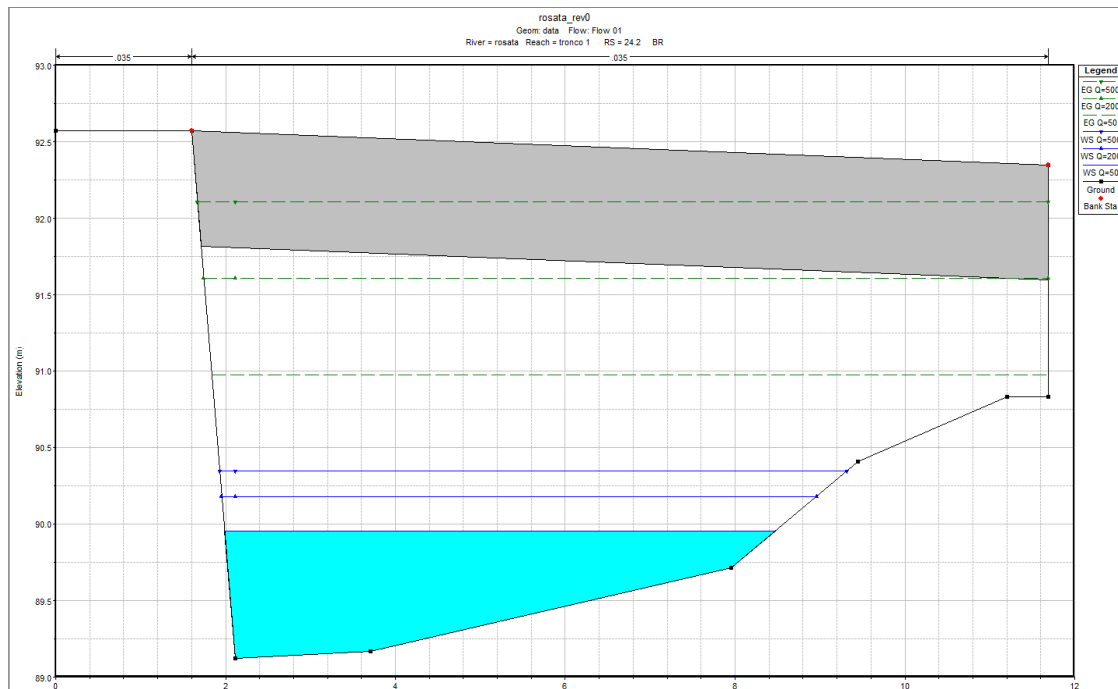 rosata_rev0
Geom: data Flow: Flow 01
River = rosata Reach = tronco 1 RS = 24.2 BR
.035 .035
93.0
92.5
92.0
91.5
91.0
90.5
90.0
89.5
89.0
Elevation (m)
0 2 4 6 8 10 12
Legend
EG Q=500
EG Q=200
EG Q=50
WS Q=500
WS Q=200
WS Q=50
Ground
Bank Sta